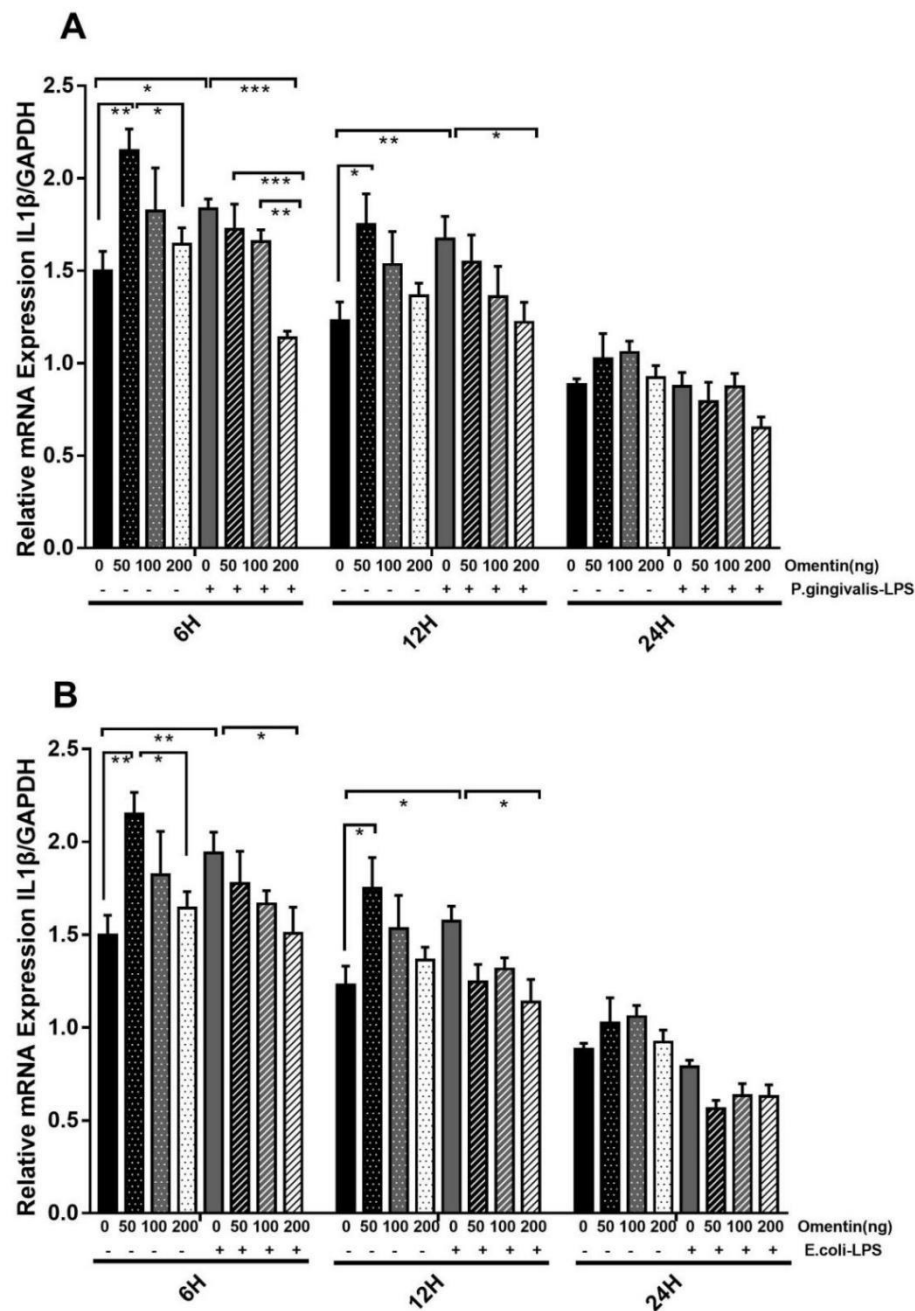 A
Relative mRNA Expression IL1β/GAPDH
2.5
2.0
1.5
1.0
0.5
0.0
* ***
** *
***
**
** *
*
0 50 100 200 0 50 100 200 0 50 100 200 0 50 100 200 0 50 100 200 0 50 100 200 Omentin(ng)
- - - - + + + + - - - - + + + + - - - - + + + + P.gingivalis-LPS
6H 12H 24H
B
Relative mRNA Expression IL1β/GAPDH
2.5
2.0
1.5
1.0
0.5
0.0
** *
** *
* *
*
0 50 100 200 0 50 100 200 0 50 100 200 0 50 100 200 0 50 100 200 0 50 100 200 Omentin(ng)
- - - - + + + + - - - - + + + + - - - - + + + + E.coli-LPS
6H 12H 24H